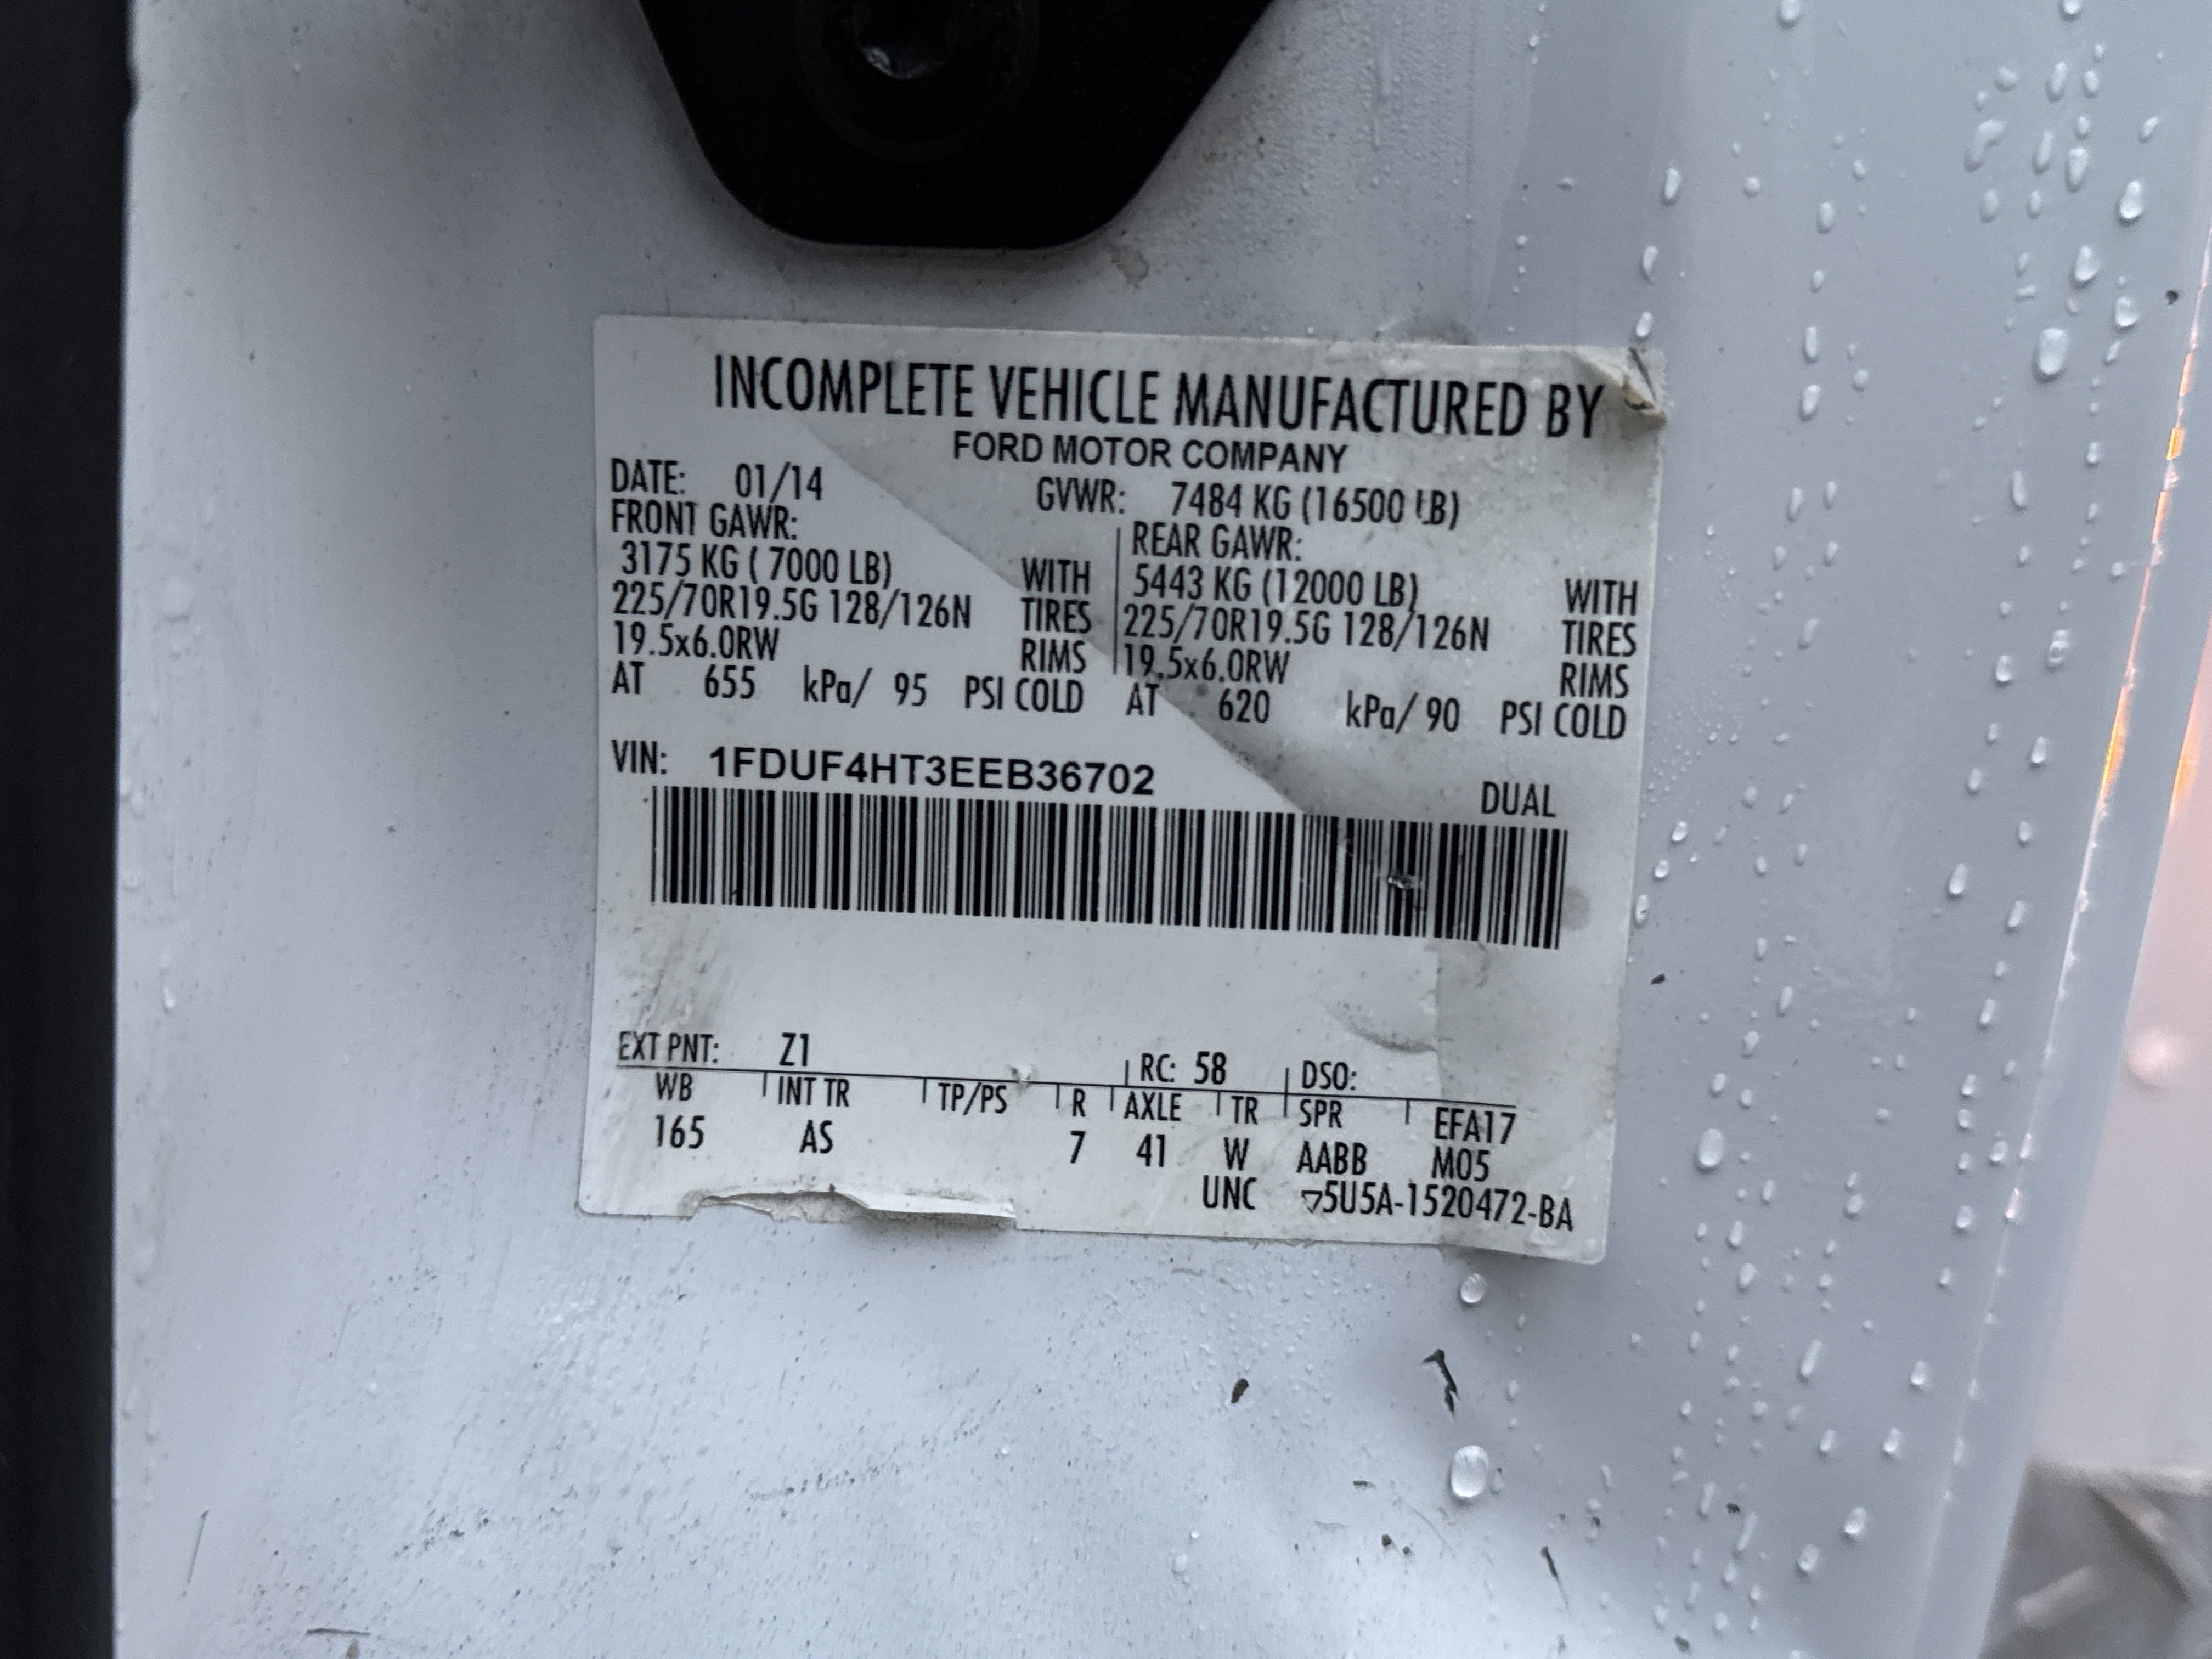 INCOMPLETE VEHICLE MANUFACTURED BY
FORD MOTOR COMPANY
DATE: 01/14 GVWR: 7484 KG (16500 LB)
FRONT GAWR: REAR GAWR:
3175 KG ( 7000 LB) WITH 5443 KG (12000 LB) WITH
225/70R19.5G 128/126N TIRES 225/70R19.5G 128/126N TIRES
19.5x6.0RW RIMS 19.5x6.0RW RIMS
AT 655 kPa/ 95 PSI COLD AT 620 kPa/ 90 PSI COLD
VIN: 1FDUF4HT3EEB36702
DUAL
EXT PNT: Z1 RC: 58 DSO:
WB INT TR TP/PS R AXLE TR SPR EFA17
165 AS 7 41 W AABB M05
UNC ▽5U5A-1520472-BA